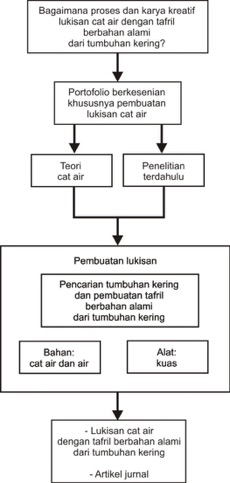 Bagaimana proses dan karya kreatif
lukisan cat air dengan tafril
berbahan alami
dari tumbuhan kering?
Portofolio berkesenian
khususnya pembuatan
lukisan cat air
Teori
cat air
Penelitian
terdahulu
Pembuatan lukisan
Pencarian tumbuhan kering
dan pembuatan tafril
berbahan alami
dari tumbuhan kering
Bahan:
cat air dan air
Alat:
kuas
- Lukisan cat air
dengan tafril berbahan alami
dari tumbuhan kering
- Artikel jurnal